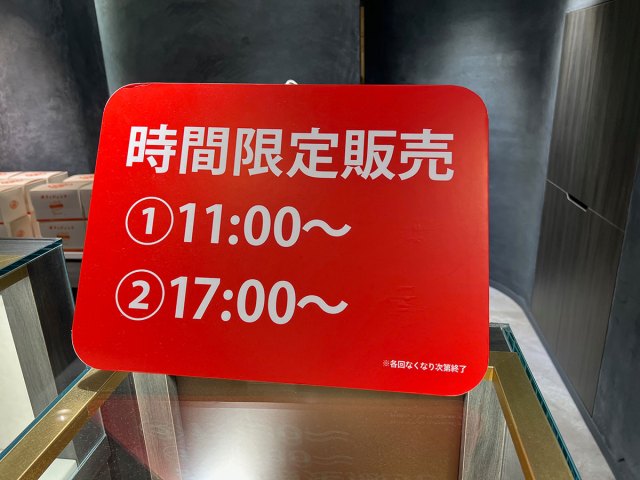 時間限定販売
①11:00～
②17:00～
※各回なくなり次第終了